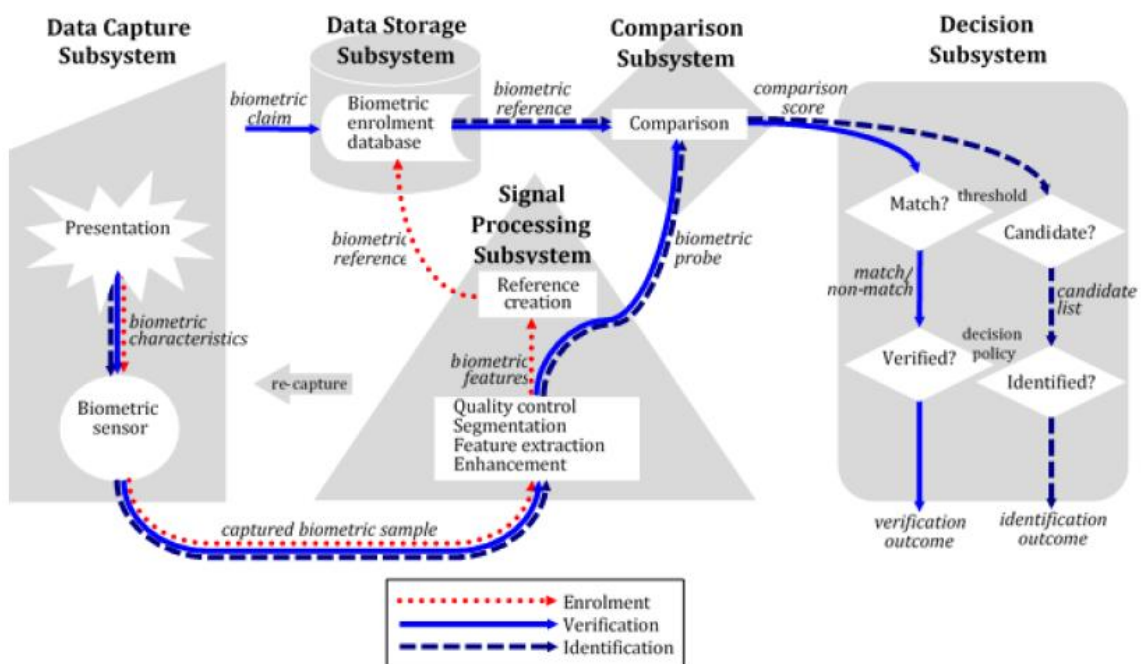 Data Capture
Subsystem
Data Storage
Subsystem
Comparison
Subsystem
Decision
Subsystem
biometric
claim
Biometric
enrolment
database
biometric
reference
Comparison
comparison
score
Presentation
biometric
characteristics
Biometric
sensor
re-capture
captured biometric sample
Signal
Processing
Subsystem
biometric
reference
Reference
creation
biometric
features
Quality control
Segmentation
Feature extraction
Enhancement
biometric
probe
Match?
threshold
Candidate?
match/
non-match
candidate
list
Verified?
decision
policy
Identified?
verification
outcome
identification
outcome
Enrolment
Verification
Identification